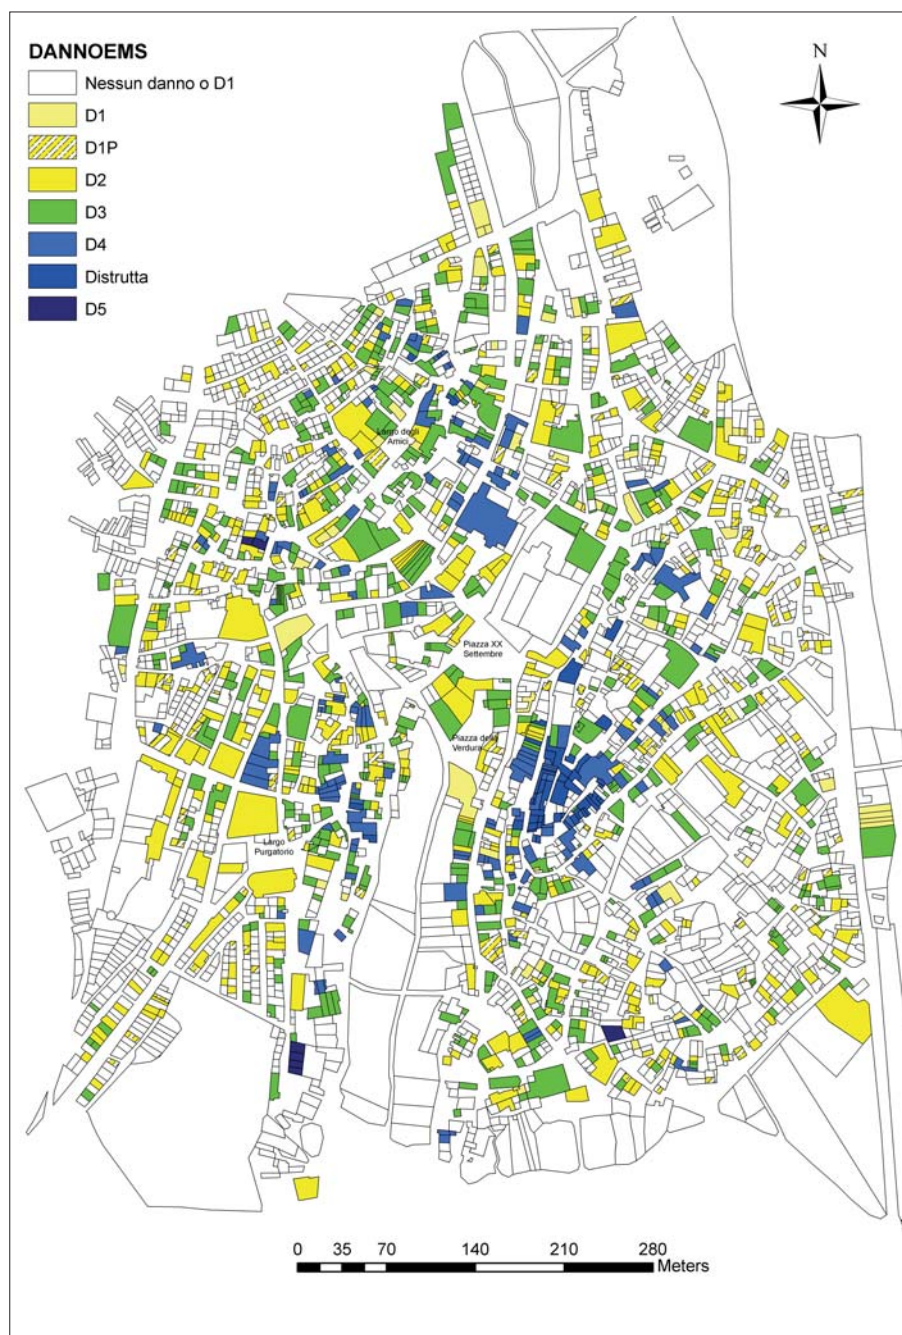 DANNOEMS
Nessun danno o D1
D1
D1P
D2
D3
D4
Distrutta
D5
N
Largo degli
Amici
Piazza XX
Settembre
Piazza della
Verdura
Largo
Purgatorio
0 35 70 140 210 280
Meters